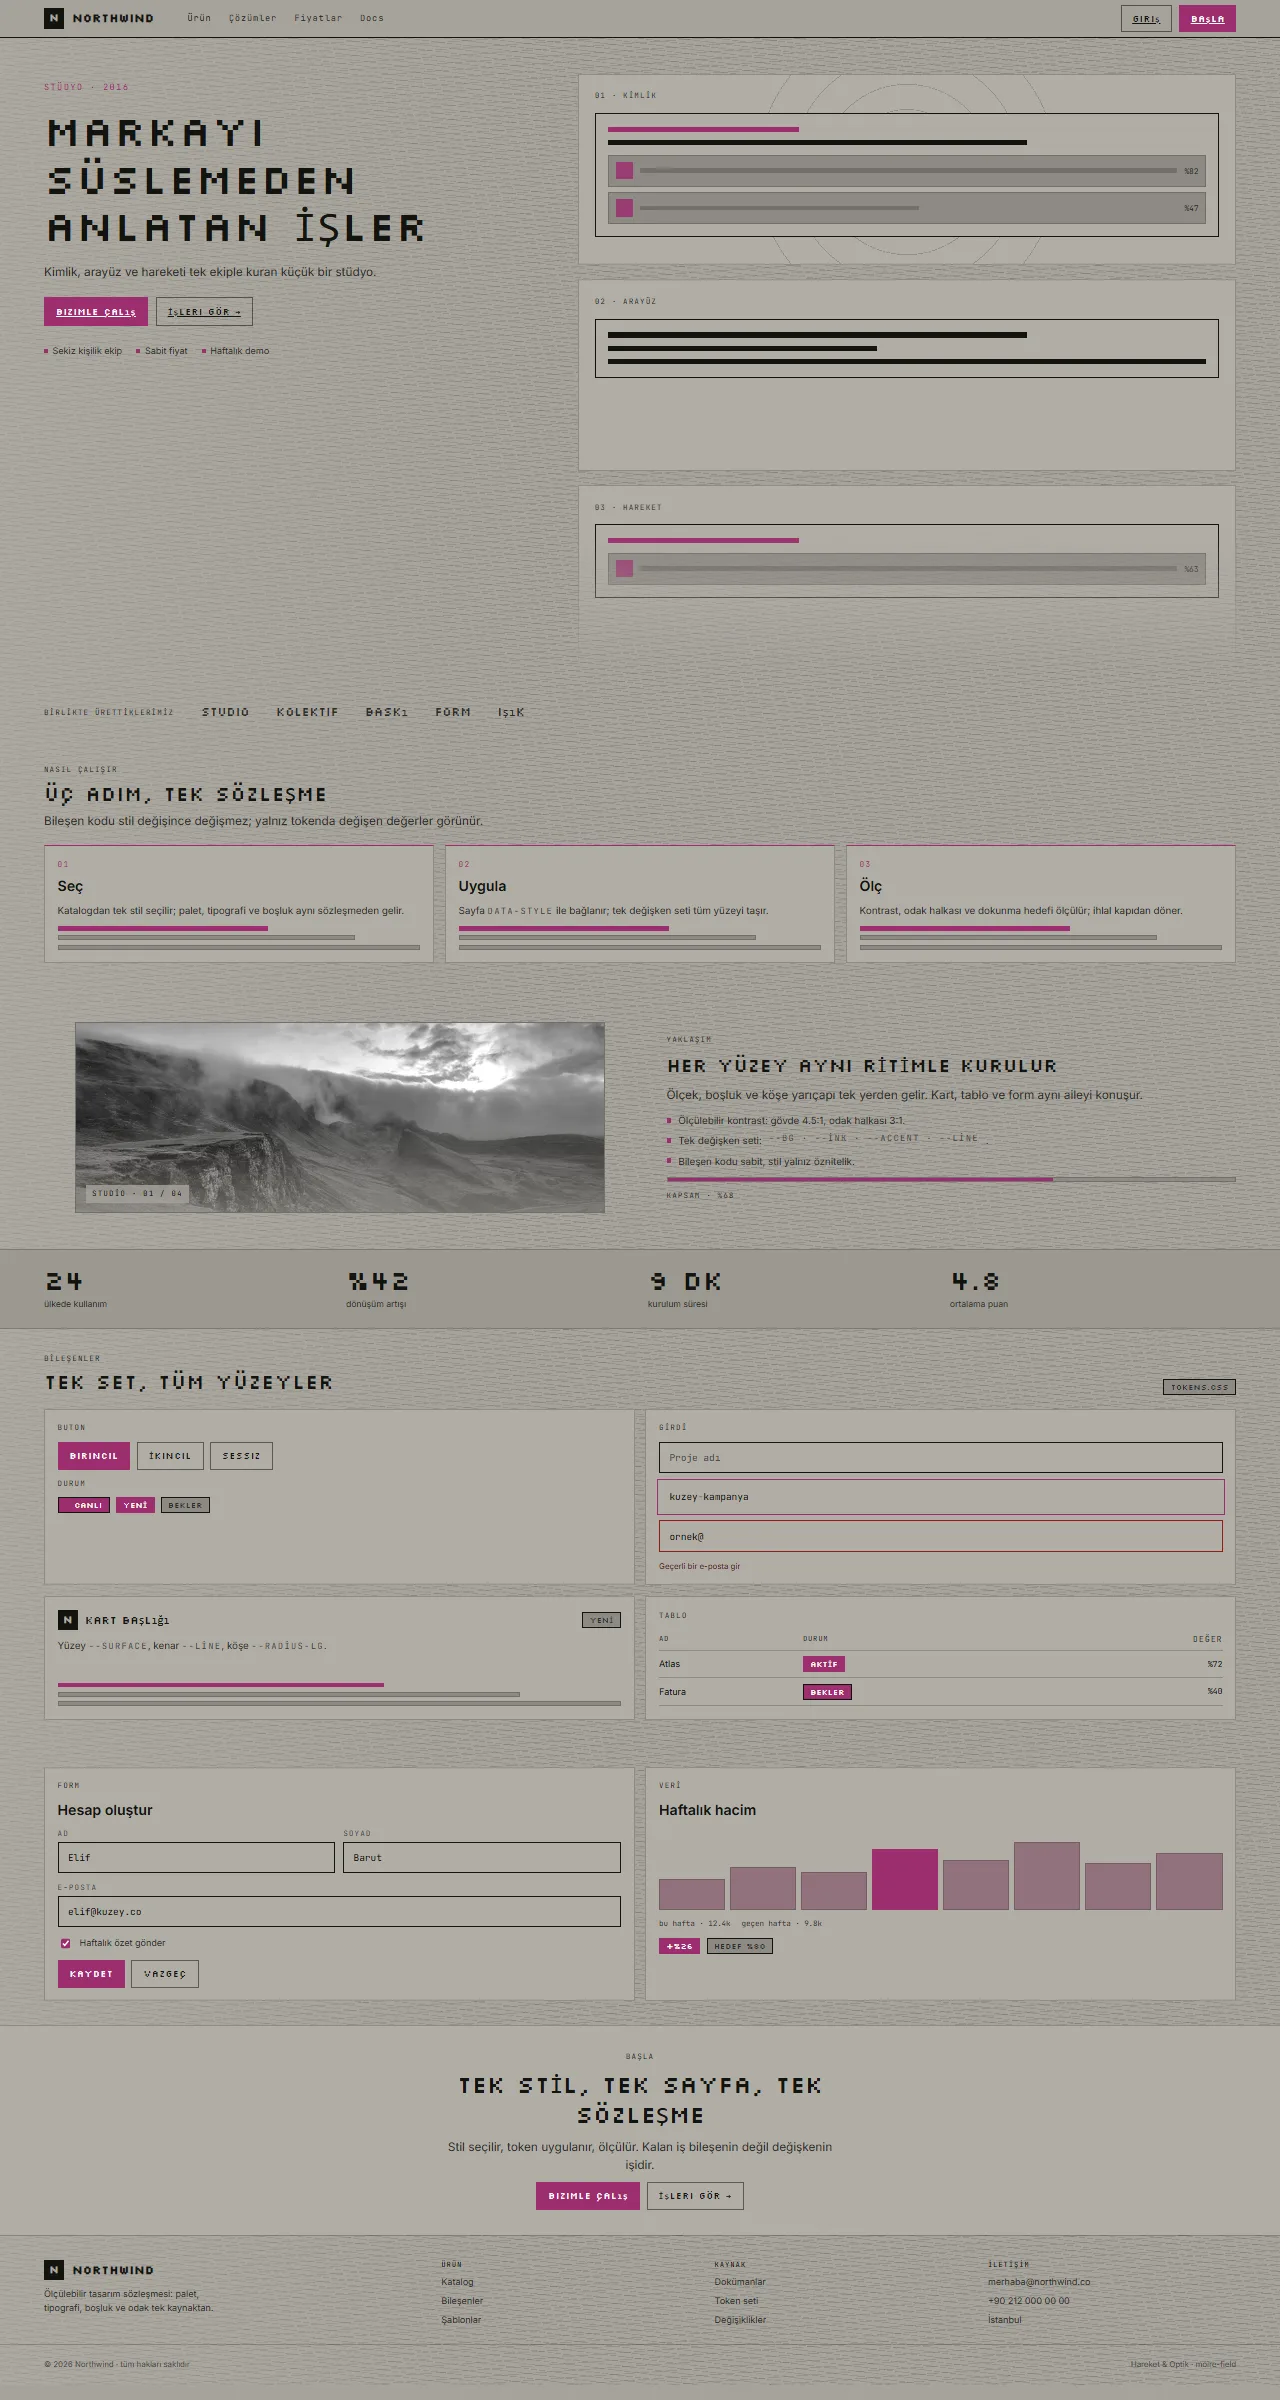 N NORTHWIND Ürün Çözümler Fiyatlar Docs GIRIş BAŞLA
STÜDYO · 2016
MARKAYI
SÜSLEMEDEN
ANLATAN İŞLER
Kimlik, arayüz ve hareketi tek ekiple kuran küçük bir stüdyo.
BIZIMLE ÇALIş İşLERI GÖR →
Sekiz kişilik ekip Sabit fiyat Haftalık demo
01 · KİMLİK
%82
%47
02 · ARAYÜZ
03 · HAREKET
%63
BİRLİKTE ÜRETTİKLERİMİZ STUDIO KOLEKTIF BASKı FORM IşıK
NASIL ÇALIŞIR
ÜÇ ADIM, TEK SÖZLEŞME
Bileşen kodu stil değişince değişmez; yalnız tokenda değişen değerler görünür.
01
Seç
Katalogdan tek stil seçilir; palet, tipografi ve boşluk aynı sözleşmeden gelir.
02
Uygula
Sayfa DATA-STYLE ile bağlanır; tek değişken seti tüm yüzeyi taşır.
03
Ölç
Kontrast, odak halkası ve dokunma hedefi ölçülür; ihlal kapıdan döner.
STUDİO · 01 / 04
YAKLAŞIM
HER YÜZEY AYNI RİTİMLE KURULUR
Ölçek, boşluk ve köşe yarıçapı tek yerden gelir. Kart, tablo ve form aynı aileyi konuşur.
Ölçülebilir kontrast: gövde 4.5:1, odak halkası 3:1.
Tek değişken seti: --BG · --İNK · --ACCENT · --LİNE .
Bileşen kodu sabit, stil yalnız öznitelik.
KAPSAM · %68
24
ülkede kullanım
%42
dönüşüm artışı
9 DK
kurulum süresi
4.8
ortalama puan
BİLEŞENLER
TEK SET, TÜM YÜZEYLER
TOKENS.CSS
BUTON
BIRINCIL İKINCIL SESSIZ
DURUM
CANLI YENİ BEKLER
GİRDİ
Proje adı
kuzey-kampanya
ornek@
Geçerli bir e-posta gir
N KART BAşLığı YENİ
Yüzey --SURFACE, kenar --LİNE, köşe --RADİUS-LG.
TABLO
AD DURUM DEĞER
Atlas AKTİF %72
Fatura BEKLER %40
FORM
Hesap oluştur
AD SOYAD
Elif Barut
E-POSTA
elif@kuzey.co
Haftalık özet gönder
KAYDET VAZGEÇ
VERİ
Haftalık hacim
bu hafta · 12.4k geçen hafta · 9.8k
+%26 HEDEF %80
BAŞLA
TEK STİL, TEK SAYFA, TEK
SÖZLEŞME
Stil seçilir, token uygulanır, ölçülür. Kalan iş bileşenin değil değişkenin
işidir.
BIZIMLE ÇALIş İşLERI GÖR →
N NORTHWIND
Ölçülebilir tasarım sözleşmesi: palet,
tipografi, boşluk ve odak tek kaynaktan.
ÜRÜN
Katalog
Bileşenler
Şablonlar
KAYNAK
Dokümanlar
Token seti
Değişiklikler
İLETİŞİM
merhaba@northwind.co
+90 212 000 00 00
İstanbul
© 2026 Northwind · tüm hakları saklıdır Hareket & Optik · moire-field